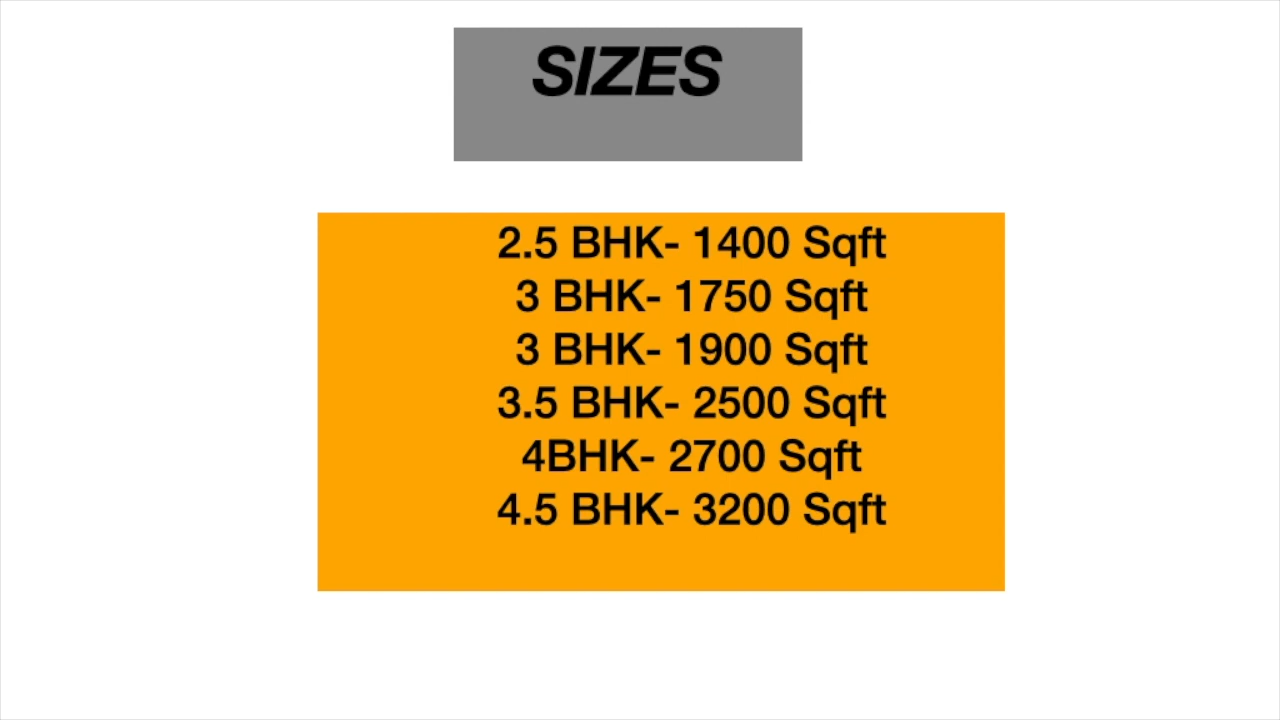 SIZES
2.5 BHK- 1400 Sqft
3 BHK- 1750 Sqft
3 BHK- 1900 Sqft
3.5 BHK- 2500 Sqft
4BHK- 2700 Sqft
4.5 BHK- 3200 Sqft